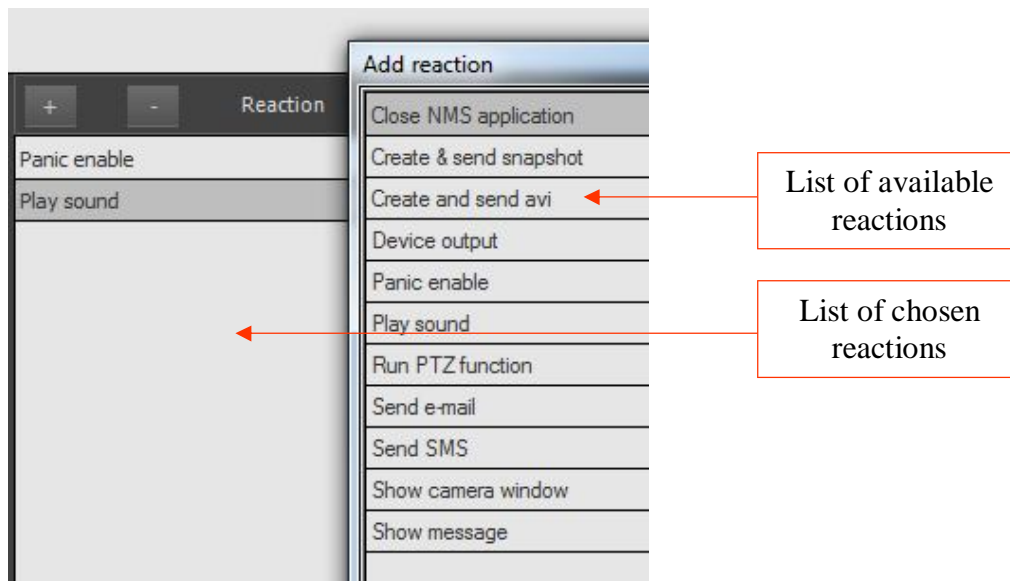 + - Reaction
Panic enable
Play sound
Add reaction
Close NMS application
Create & send snapshot
Create and send avi
Device output
Panic enable
Play sound
Run PTZ function
Send e-mail
Send SMS
Show camera window
Show message
List of available
reactions
List of chosen
reactions